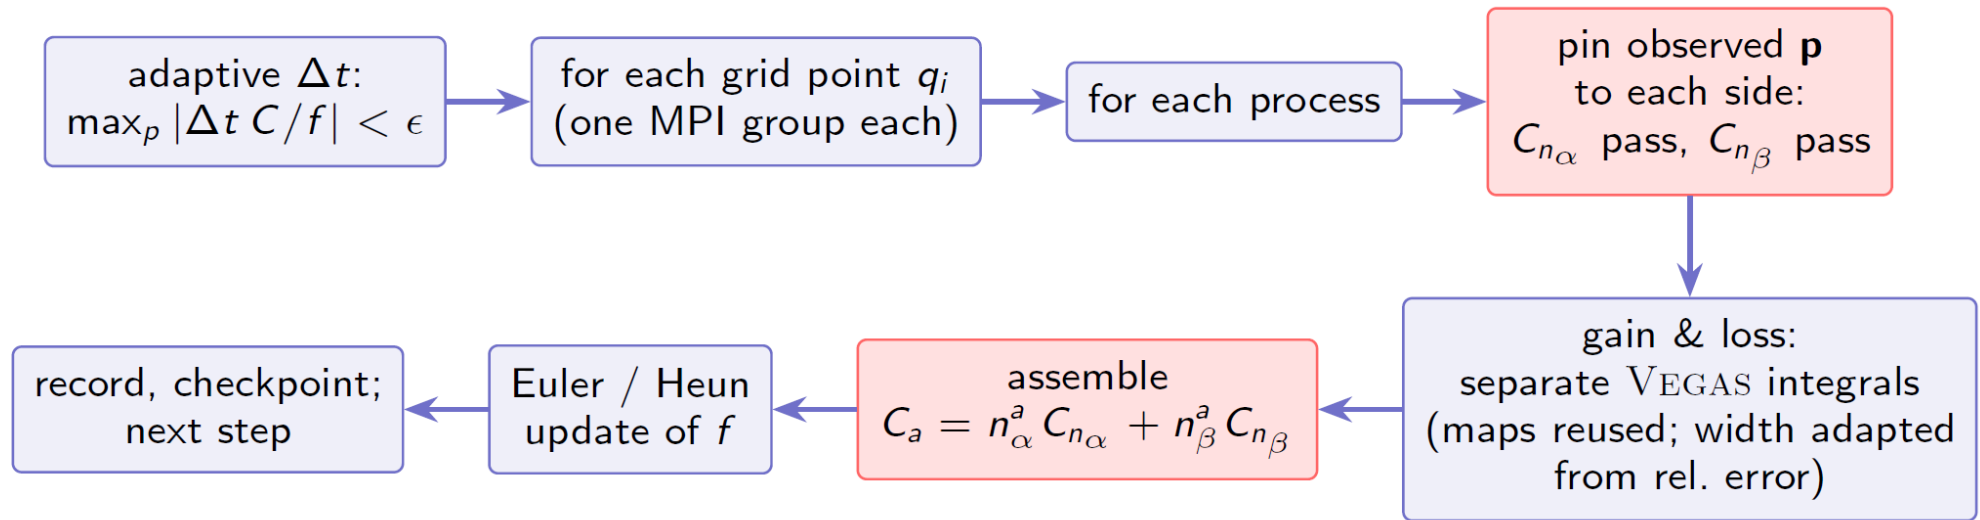 adaptive Δt:
max_p |Δt C/f| < ϵ
for each grid point q_i
(one MPI group each)
for each process
pin observed p
to each side:
C_{n_α} pass, C_{n_β} pass
gain & loss:
separate VEGAS integrals
(maps reused; width adapted
from rel. error)
assemble
C_a = n_α^a C_{n_α} + n_β^a C_{n_β}
Euler / Heun
update of f
record, checkpoint;
next step